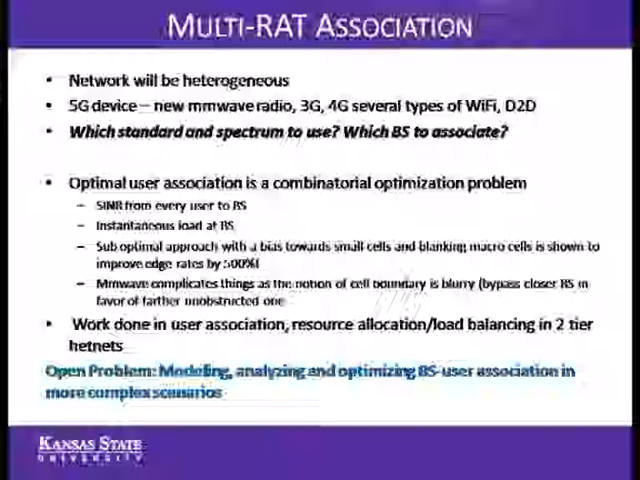 MULTI-RAT ASSOCIATION
• Network will be heterogeneous
• 5G device – new mmwave radio, 3G, 4G several types of WiFi, D2D
• Which standard and spectrum to use? Which BS to associate?
• Optimal user association is a combinatorial optimization problem
– SINR from every user to BS
– Instantaneous load at BS
– Sub optimal approach with a bias towards small cells and blanking macro cells is shown to
improve edge rates by 500%!
– Mmwave complicates things as the notion of cell boundary is blurry (bypass closer BS in
favor of farther unobstructed one
• Work done in user association, resource allocation/load balancing in 2 tier
hetnets
Open Problem: Modeling, analyzing and optimizing BS-user association in
more complex scenarios
KANSAS STATE
UNIVERSITY